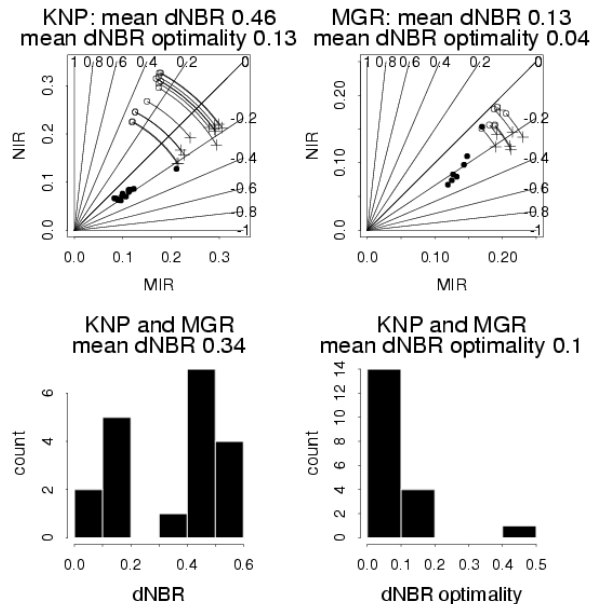 KNP: mean dNBR 0.46
mean dNBR optimality 0.13
1 0.8 0.6 0.4 0.2 0
-0.2
-0.4
-0.6
-0.8
-1
NIR
0.0 0.1 0.2 0.3
0.0 0.1 0.2 0.3
MIR
MGR: mean dNBR 0.13
mean dNBR optimality 0.04
1 0.8 0.6 0.4 0.2 0
-0.2
-0.4
-0.6
-0.8
-1
NIR
0.0 0.10 0.20
0.0 0.10 0.20
MIR
KNP and MGR
mean dNBR 0.34
count
0 2 4 6
0.0 0.2 0.4 0.6
dNBR
KNP and MGR
mean dNBR optimality 0.1
count
0 2 4 6 8 10 12 14
0.0 0.1 0.2 0.3 0.4 0.5
dNBR optimality